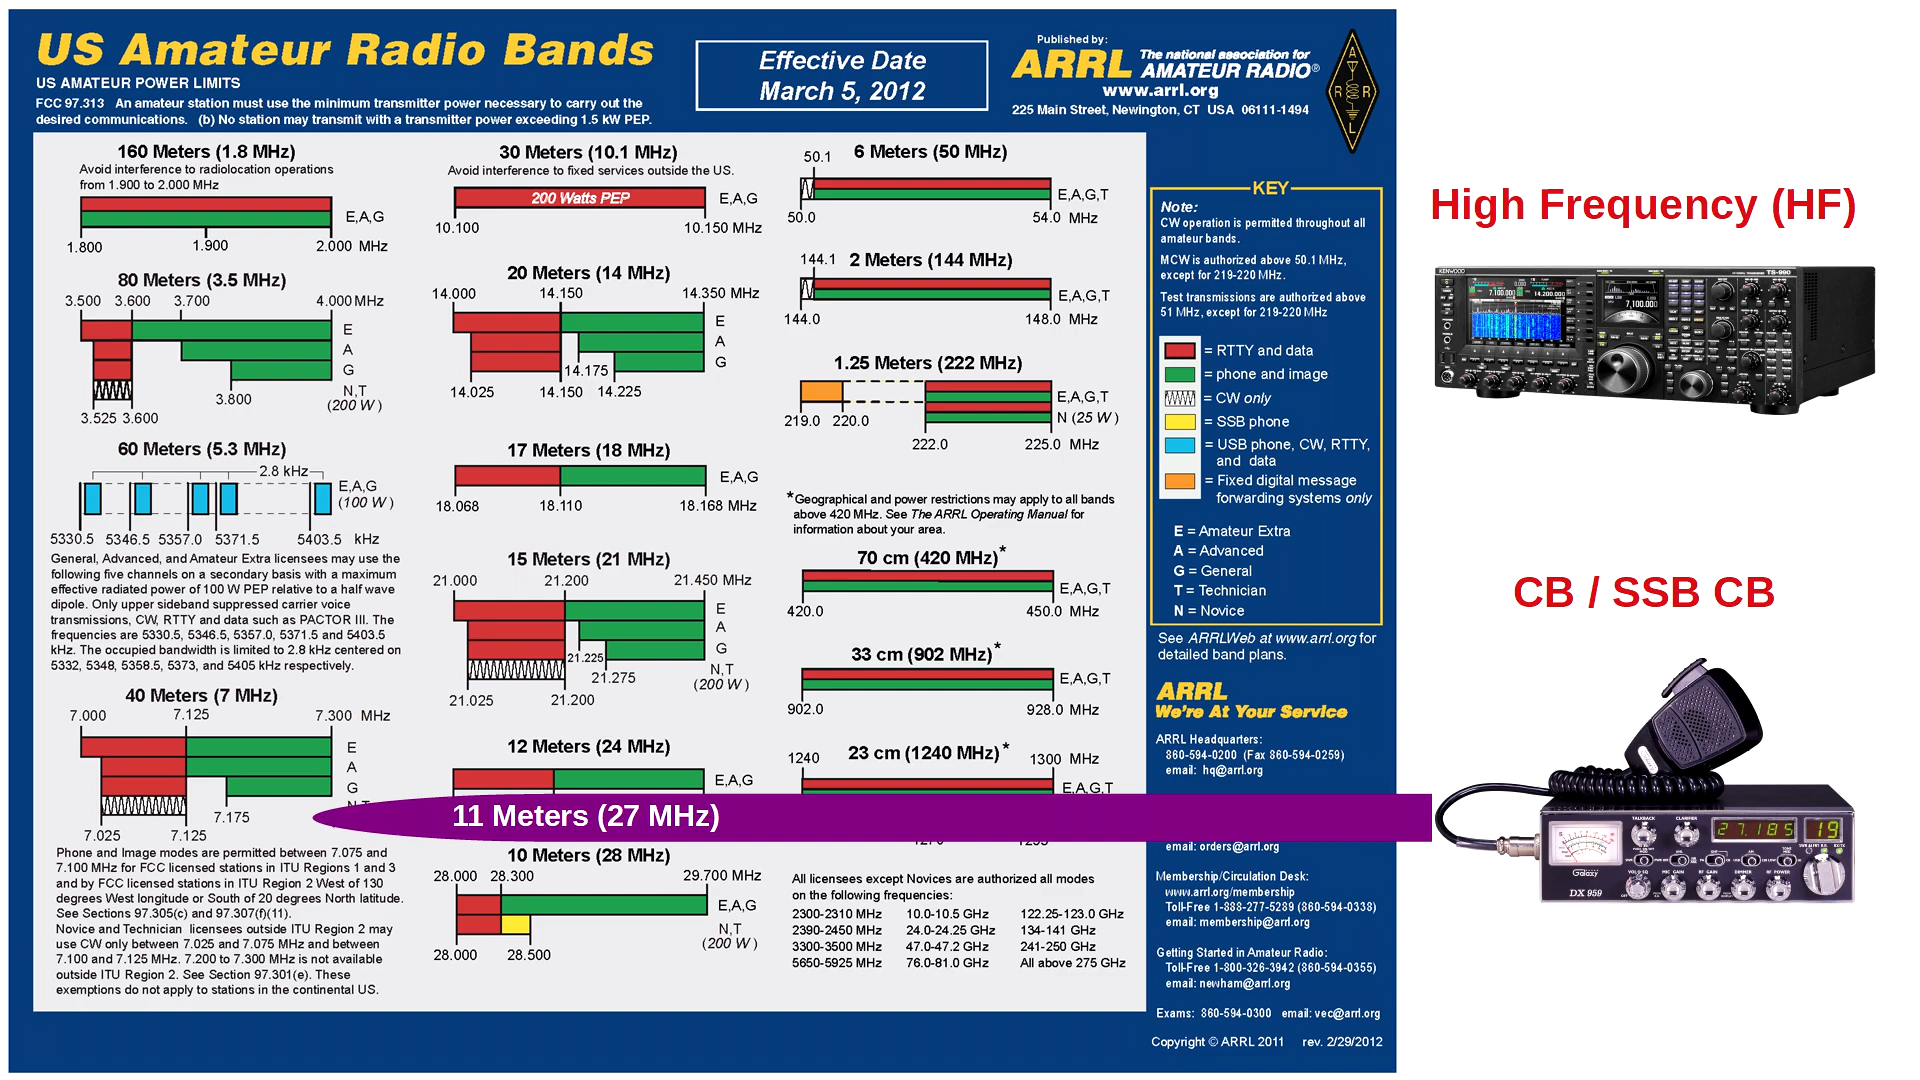 US Amateur Radio Bands
US AMATEUR POWER LIMITS
FCC 97.313 An amateur station must use the minimum transmitter power necessary to carry out the
desired communications. (b) No station may transmit with a transmitter power exceeding 1.5 kW PEP.
Effective Date
March 5, 2012
Published by:
ARRL The national association for
AMATEUR RADIO®
www.arrl.org
225 Main Street, Newington, CT USA 06111-1494
A
R R
L
160 Meters (1.8 MHz)
Avoid interference to radiolocation operations
from 1.900 to 2.000 MHz
E,A,G
1.800 1.900 2.000 MHz
80 Meters (3.5 MHz)
3.500 3.600 3.700 4.000 MHz
E
A
G
N,T
(200 W)
3.800
3.525 3.600
60 Meters (5.3 MHz)
2.8 kHz
E,A,G
(100 W)
5330.5 5346.5 5357.0 5371.5 5403.5 kHz
General, Advanced, and Amateur Extra licensees may use the
following five channels on a secondary basis with a maximum
effective radiated power of 100 W PEP relative to a half wave
dipole. Only upper sideband suppressed carrier voice
transmissions, CW, RTTY and data such as PACTOR III. The
frequencies are 5330.5, 5346.5, 5357.0, 5371.5 and 5403.5
kHz. The occupied bandwidth is limited to 2.8 kHz centered on
5332, 5348, 5358.5, 5373, and 5405 kHz respectively.
40 Meters (7 MHz)
7.000 7.125 7.300 MHz
E
A
G
7.175
7.025 7.125
Phone and Image modes are permitted between 7.075 and
7.100 MHz for FCC licensed stations in ITU Regions 1 and 3
and by FCC licensed stations in ITU Region 2 West of 130
degrees West longitude or South of 20 degrees North latitude.
See Sections 97.305(c) and 97.307(f)(11).
Novice and Technician licensees outside ITU Region 2 may
use CW only between 7.025 and 7.075 MHz and between
7.100 and 7.125 MHz. 7.200 to 7.300 MHz is not available
outside ITU Region 2. See Section 97.301(e). These
exemptions do not apply to stations in the continental US.
30 Meters (10.1 MHz)
Avoid interference to fixed services outside the US.
200 Watts PEP
E,A,G
10.100 10.150 MHz
20 Meters (14 MHz)
14.000 14.150 14.350 MHz
E
A
G
14.175
14.025 14.150 14.225
17 Meters (18 MHz)
E,A,G
18.068 18.110 18.168 MHz
15 Meters (21 MHz)
21.000 21.200 21.450 MHz
E
A
G
N,T
(200 W)
21.225
21.275
21.025 21.200
12 Meters (24 MHz)
E,A,G
11 Meters (27 MHz)
10 Meters (28 MHz)
28.000 28.300 29.700 MHz
E,A,G
N,T
(200 W)
28.000 28.500
50.1 6 Meters (50 MHz)
E,A,G,T
50.0 54.0 MHz
144.1 2 Meters (144 MHz)
E,A,G,T
144.0 148.0 MHz
1.25 Meters (222 MHz)
E,A,G,T
N (25 W)
219.0 220.0
222.0 225.0 MHz
*Geographical and power restrictions may apply to all bands
above 420 MHz. See The ARRL Operating Manual for
information about your area.
70 cm (420 MHz)*
E,A,G,T
420.0 450.0 MHz
33 cm (902 MHz)*
E,A,G,T
902.0 928.0 MHz
23 cm (1240 MHz)*
1240 1300 MHz
E,A,G,T
All licensees except Novices are authorized all modes
on the following frequencies:
2300-2310 MHz 10.0-10.5 GHz 122.25-123.0 GHz
2390-2450 MHz 24.0-24.25 GHz 134-141 GHz
3300-3500 MHz 47.0-47.2 GHz 241-250 GHz
5650-5925 MHz 76.0-81.0 GHz All above 275 GHz
KEY
Note:
CW operation is permitted throughout all
amateur bands.
MCW is authorized above 50.1 MHz,
except for 219-220 MHz.
Test transmissions are authorized above
51 MHz, except for 219-220 MHz
= RTTY and data
= phone and image
= CW only
= SSB phone
= USB phone, CW, RTTY,
and data
= Fixed digital message
forwarding systems only
E = Amateur Extra
A = Advanced
G = General
T = Technician
N = Novice
See ARRLWeb at www.arrl.org for
detailed band plans.
ARRL
We're At Your Service
ARRL Headquarters:
860-594-0200 (Fax 860-594-0259)
email: hq@arrl.org
email: orders@arrl.org
Membership/Circulation Desk:
www.arrl.org/membership
Toll-Free 1-888-277-5289 (860-594-0338)
email: membership@arrl.org
Getting Started in Amateur Radio:
Toll-Free 1-800-326-3942 (860-594-0355)
email: newham@arrl.org
Exams: 860-594-0300 email: vec@arrl.org
Copyright © ARRL 2011 rev. 2/29/2012
High Frequency (HF)
KENWOOD
TS-990
7,100.000
14,200.000
7,100.000
CB / SSB CB
TALKBACK CLARIFIER
27.185 19
Galaxy
VOL/SQ MIC GAIN RF GAIN DIMMER RF POWER
DX 959